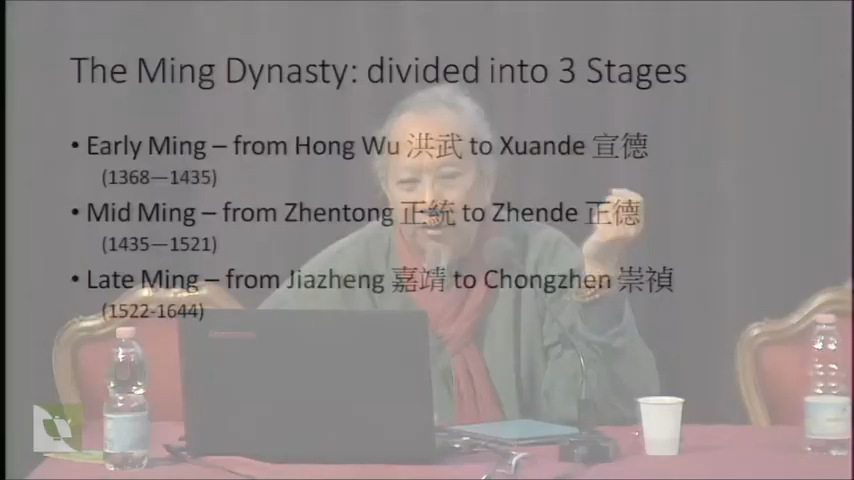 The Ming Dynasty: divided into 3 Stages
• Early Ming – from Hong Wu 洪武 to Xuande 宣德
(1368—1435)
• Mid Ming – from Zhentong 正統 to Zhende 正德
(1435—1521)
• Late Ming – from Jiazheng 嘉靖 to Chongzhen 崇禎
(1522-1644)